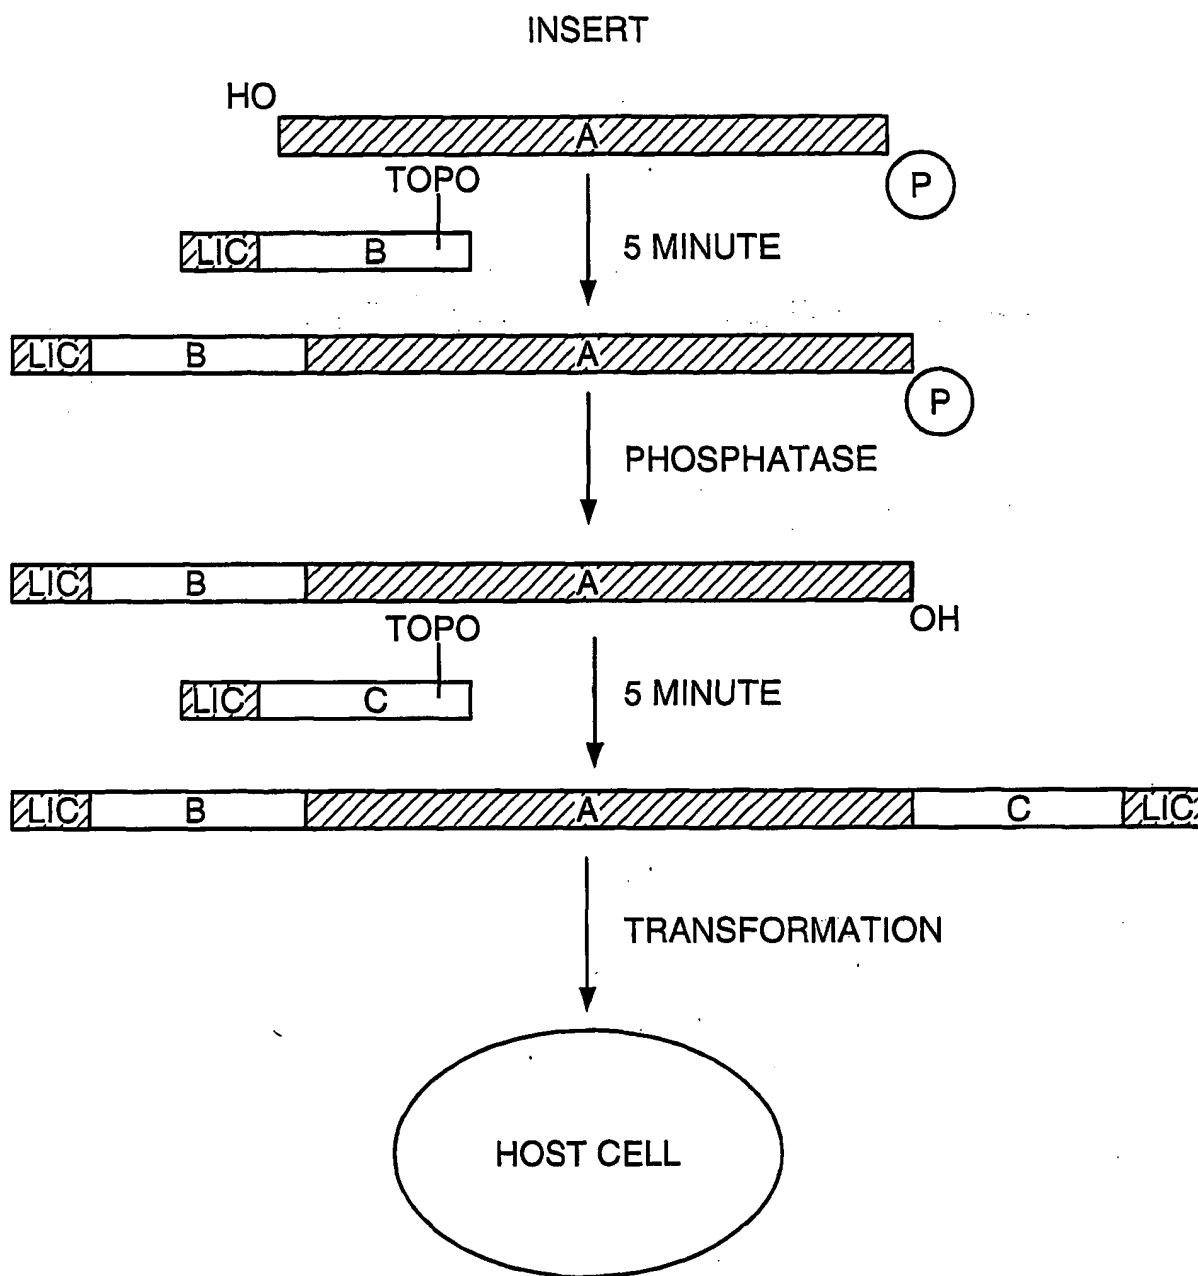 INSERT
HO
A
P
TOPO
LIC B
5 MINUTE
LIC B A
P
PHOSPHATASE
LIC B A
OH
TOPO
LIC C
5 MINUTE
LIC B A C LIC
TRANSFORMATION
HOST CELL